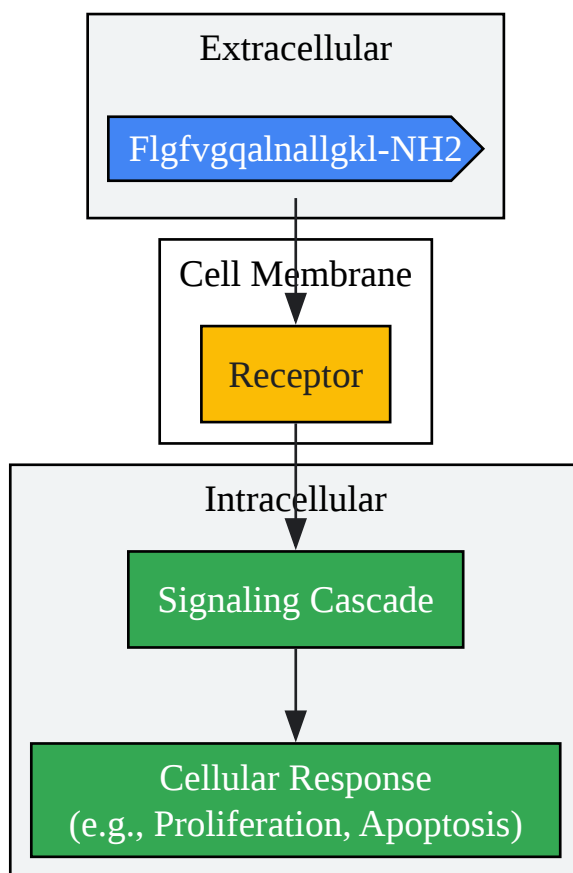 Extracellular
Flgfvgqalnallgkl-NH2
Cell Membrane
Receptor
Intracellular
Signaling Cascade
Cellular Response
(e.g., Proliferation, Apoptosis)